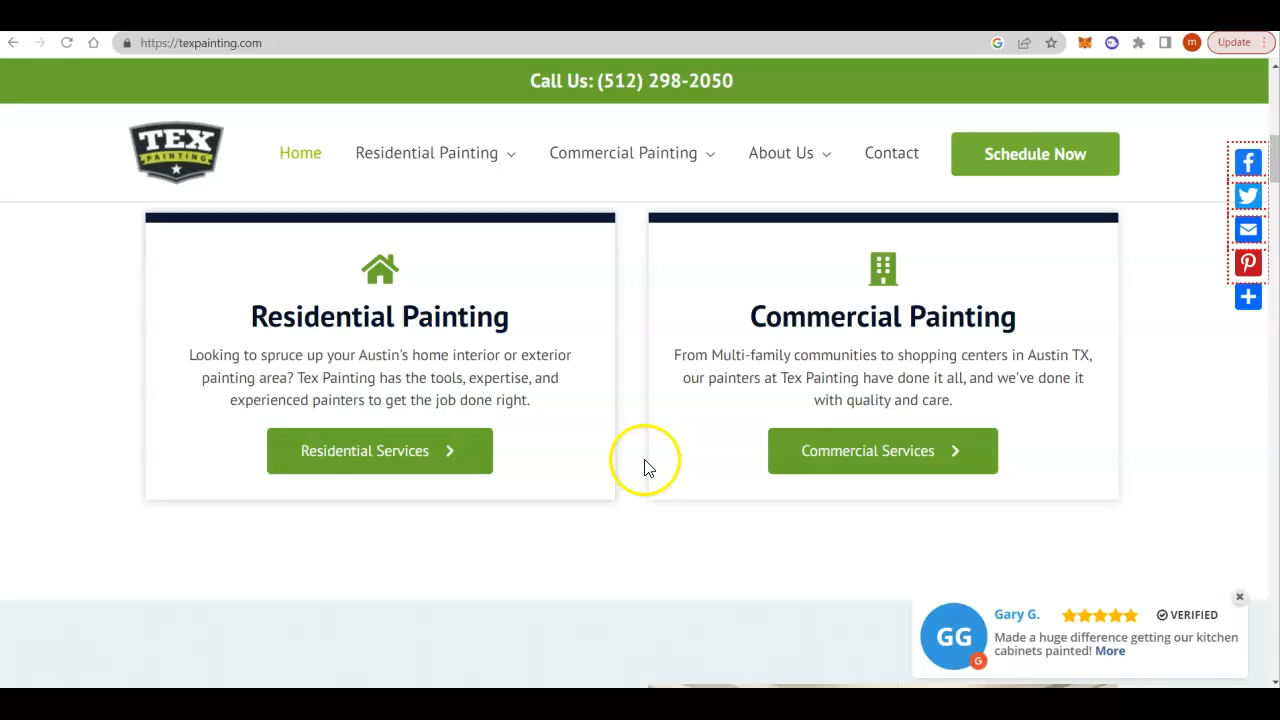 https://texpainting.com
m
Update
Call Us: (512) 298-2050
TEX
PAINTING
Home
Residential Painting
Commercial Painting
About Us
Contact
Schedule Now
Residential Painting
Looking to spruce up your Austin's home interior or exterior
painting area? Tex Painting has the tools, expertise, and
experienced painters to get the job done right.
Residential Services
Commercial Painting
From Multi-family communities to shopping centers in Austin TX,
our painters at Tex Painting have done it all, and we've done it
with quality and care.
Commercial Services
GG
Gary G.
VERIFIED
Made a huge difference getting our kitchen
cabinets painted! More